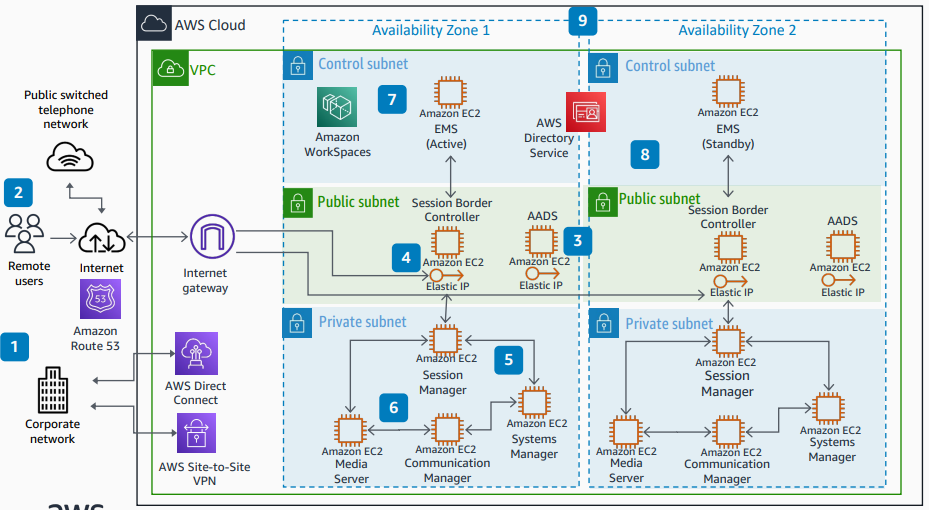 AWS Cloud
Availability Zone 1
9
Availability Zone 2
VPC
Control subnet
Control subnet
Public switched
telephone
network
7
Amazon
WorkSpaces
Amazon EC2
EMS
(Active)
AWS
Directory
Service
Amazon EC2
EMS
(Standby)
8
2
Remote
users
Internet
Internet
gateway
Public subnet
Session Border
Controller
AADS
4
Amazon EC2
Elastic IP
Amazon EC2
Elastic IP
3
Public subnet
Session Border
Controller
AADS
Amazon EC2
Elastic IP
Amazon EC2
Elastic IP
53
Amazon
Route 53
1
Corporate
network
AWS Direct
Connect
AWS Site-to-Site
VPN
Private subnet
Amazon EC2
Session
Manager
5
6
Amazon EC2
Media
Server
Amazon EC2
Communication
Manager
Amazon EC2
Systems
Manager
Private subnet
Amazon EC2
Session
Manager
Amazon EC2
Media
Server
Amazon EC2
Communication
Manager
Amazon EC2
Systems
Manager
aws